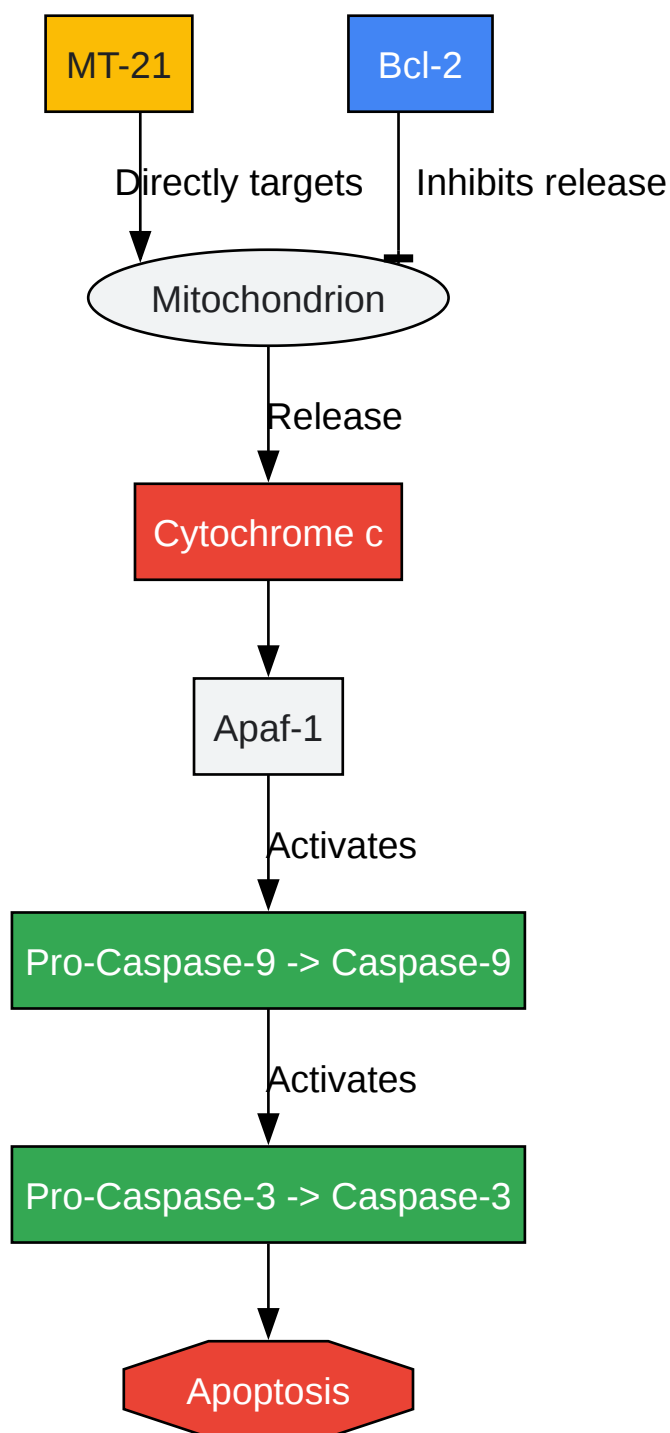 MT-21
Bcl-2
Directly targets
Inhibits release
Mitochondrion
Release
Cytochrome c
Apaf-1
Activates
Pro-Caspase-9 -> Caspase-9
Activates
Pro-Caspase-3 -> Caspase-3
Apoptosis